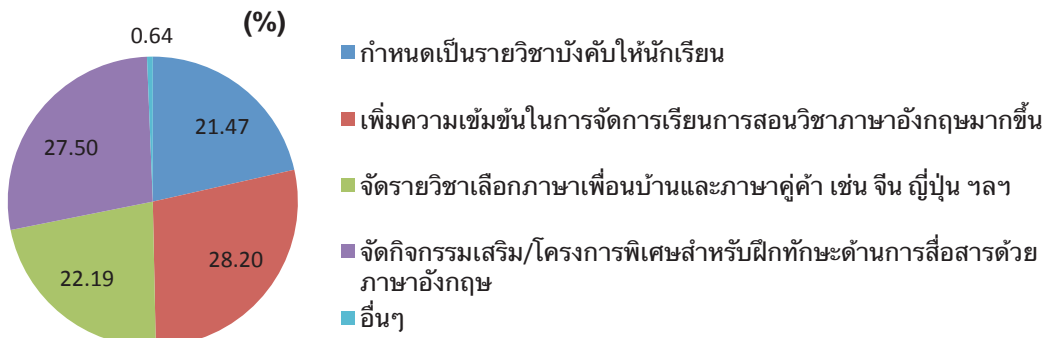 (%)
0.64
21.47
27.50
28.20
22.19
กำหนดเป็นรายวิชาบังคับให้นักเรียน
เพิ่มความเข้มข้นในการจัดการเรียนการสอนวิชาภาษาอังกฤษมากขึ้น
จัดรายวิชาเลือกภาษาเพื่อนบ้านและภาษาคู่ค้า เช่น จีน ญี่ปุ่น ฯลฯ
จัดกิจกรรมเสริม/โครงการพิเศษสำหรับฝึกทักษะด้านการสื่อสารด้วย
ภาษาอังกฤษ
อื่นๆ